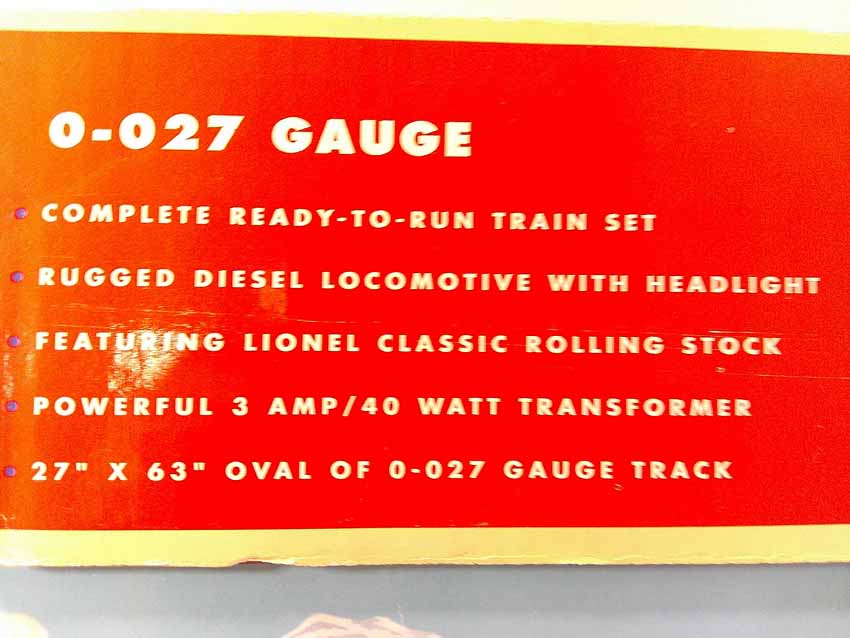 0-027 GAUGE
• COMPLETE READY-TO-RUN TRAIN SET
• RUGGED DIESEL LOCOMOTIVE WITH HEADLIGHT
• FEATURING LIONEL CLASSIC ROLLING STOCK
• POWERFUL 3 AMP/40 WATT TRANSFORMER
• 27" X 63" OVAL OF 0-027 GAUGE TRACK